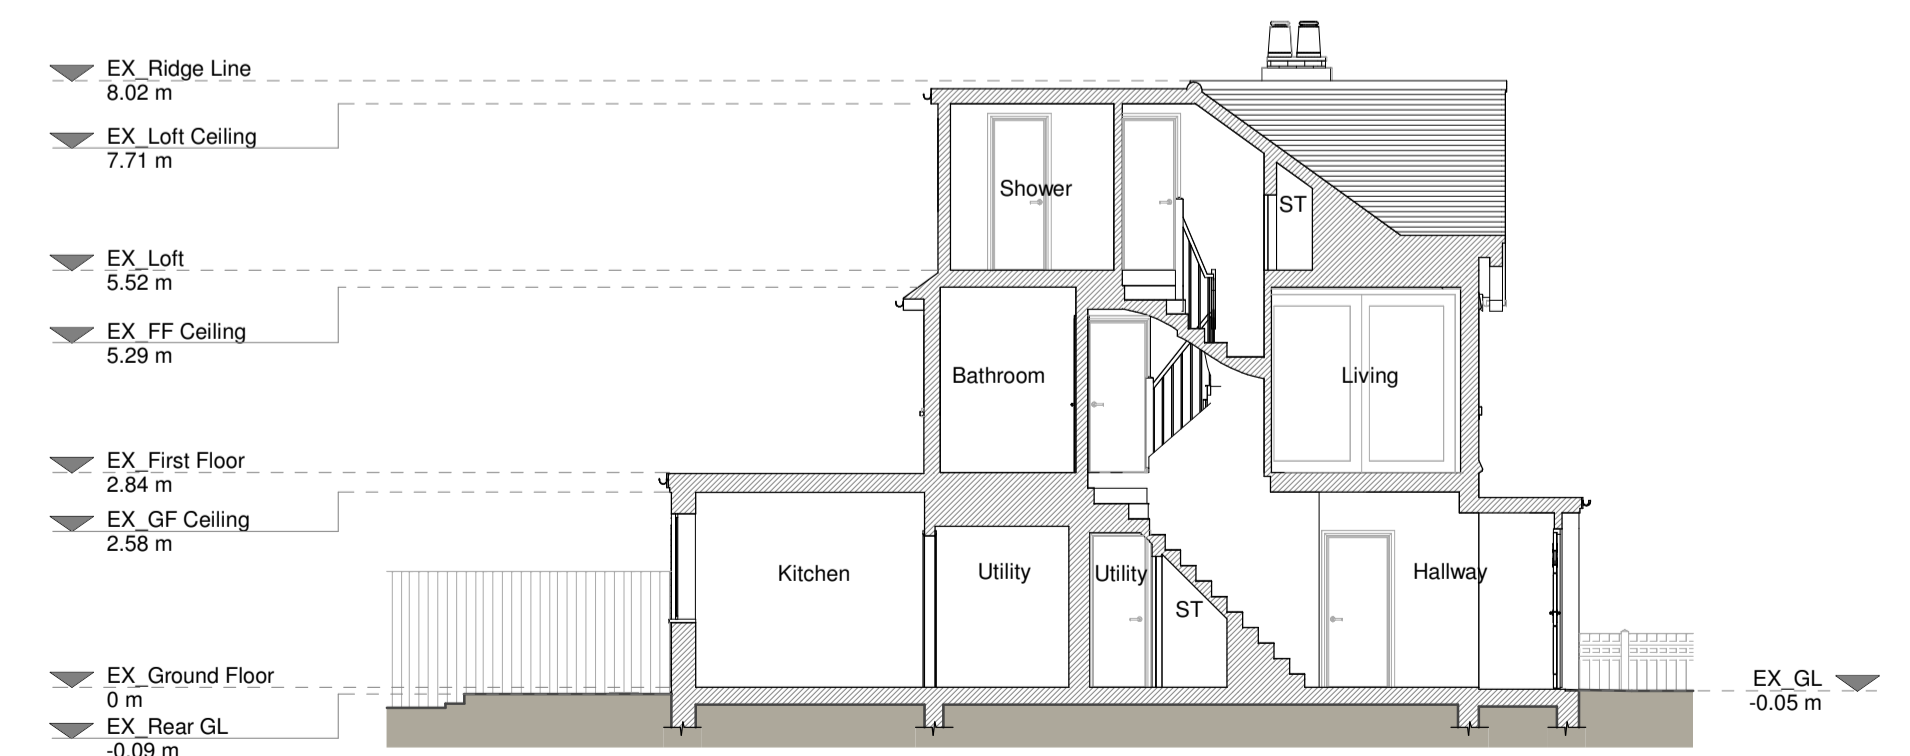 EX_Ridge Line
8.02 m
EX_Loft Ceiling
7.71 m
Shower
ST
EX_Loft
5.52 m
EX_FF Ceiling
5.29 m
Bathroom
Living
EX_First Floor
2.84 m
EX_GF Ceiling
2.58 m
Kitchen
Utility
Utility
Hallway
ST
EX_Ground Floor
0 m
EX_GL
-0.05 m
EX_Rear GL
-0.09 m